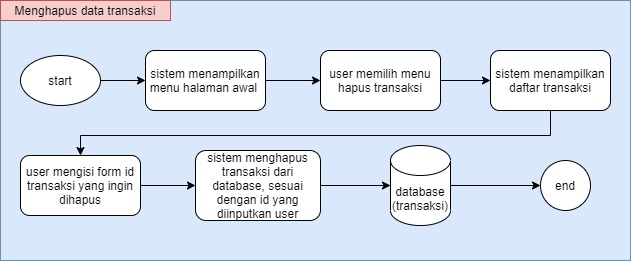 Menghapus data transaksi
start
sistem menampilkan
menu halaman awal
user memilih menu
hapus transaksi
sistem menampilkan
daftar transaksi
user mengisi form id
transaksi yang ingin
dihapus
sistem menghapus
transaksi dari
database, sesuai
dengan id yang
diinputkan user
database
(transaksi)
end